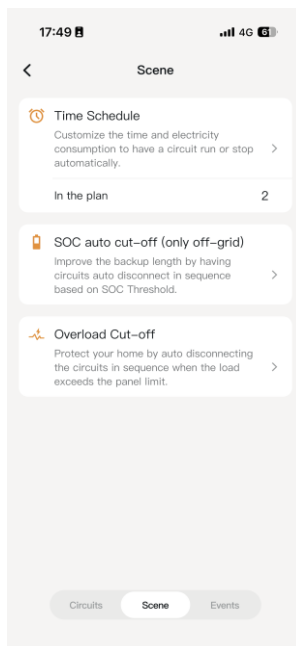 17:49
4G 6
Scene
Time Schedule
Customize the time and electricity
consumption to have a circuit run or stop
automatically.
In the plan 2
SOC auto cut-off (only off-grid)
Improve the backup length by having
circuits auto disconnect in sequence
based on SOC Threshold.
Overload Cut-off
Protect your home by auto disconnecting
the circuits in sequence when the load
exceeds the panel limit.
Circuits Scene Events